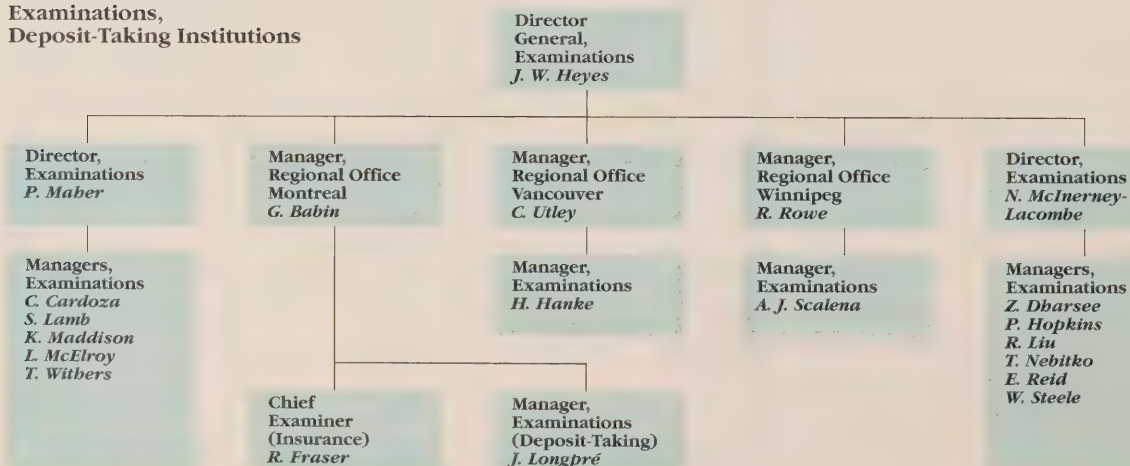 Examinations,
Deposit-Taking Institutions
Director
General,
Examinations
J. W. Heyes
Director,
Examinations
P. Maher
Manager,
Regional Office
Montreal
G. Babin
Manager,
Regional Office
Vancouver
C. Utley
Manager,
Regional Office
Winnipeg
R. Rowe
Director,
Examinations
N. McInerney-
Lacombe
Managers,
Examinations
C. Cardoza
S. Lamb
K. Maddison
L. McElroy
T. Withers
Manager,
Examinations
H. Hanke
Manager,
Examinations
A. J. Scalena
Managers,
Examinations
Z. Dharsee
P. Hopkins
R. Liu
T. Nebitko
E. Reid
W. Steele
Chief
Examiner
(Insurance)
R. Fraser
Manager,
Examinations
(Deposit-Taking)
J. Longpré